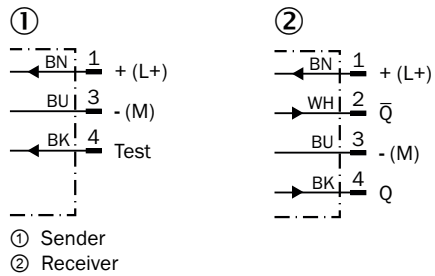 ① ②
BN 1 + (L+)
BU 3 - (M)
BK 4 Test
BN 1 + (L+)
WH 2 Q̅
BU 3 - (M)
BK 4 Q
① Sender
② Receiver